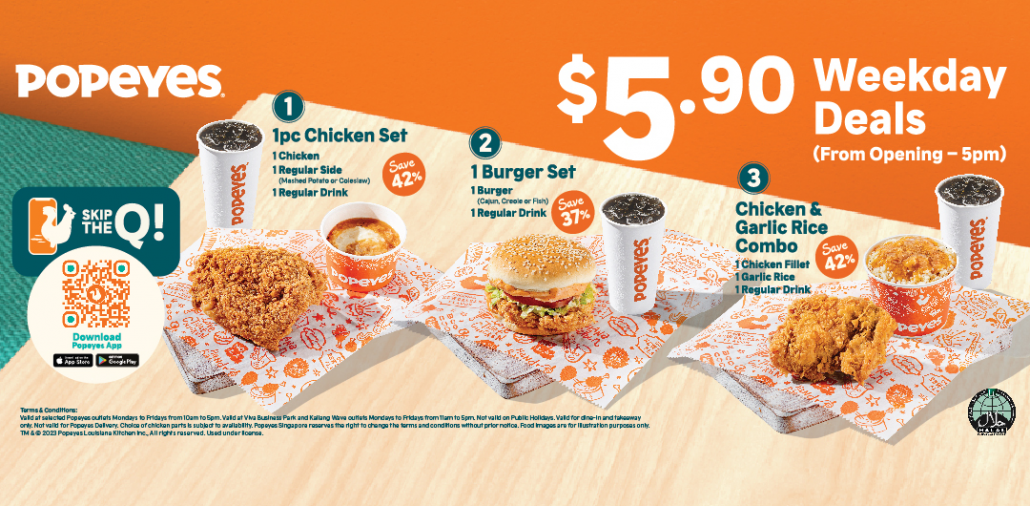 POPEYES®
$5.90
Weekday
Deals
(From Opening – 5pm)
1
1pc Chicken Set
1 Chicken
1 Regular Side
(Mashed Potato or Coleslaw)
1 Regular Drink
Save
42%
POPEYES
POPEYES
2
1 Burger Set
1 Burger
(Cajun, Creole or Fish)
1 Regular Drink
Save
37%
POPEYES
3
Chicken &
Garlic Rice
Combo
1 Chicken Fillet
1 Garlic Rice
1 Regular Drink
Save
42%
POPEYES
POPEYES
SKIP
THE
Q!
Download
Popeyes App
App Store
Google Play
Terms & Conditions:
Valid at selected Popeyes outlets Mondays to Fridays from 10am to 5pm. Valid at Viva Business Park and Kallang Wave outlets Mondays to Fridays from 11am to 5pm. Not valid on Public Holidays. Valid for dine-in and takeaway
only. Not valid for Popeyes Delivery. Choice of chicken parts is subject to availability. Popeyes Singapore reserves the right to change the terms and conditions without prior notice. Food images are for illustration purposes only.
TM & © 2023 Popeyes Louisiana Kitchen Inc., All rights reserved. Used under license.
حلال
HALAL